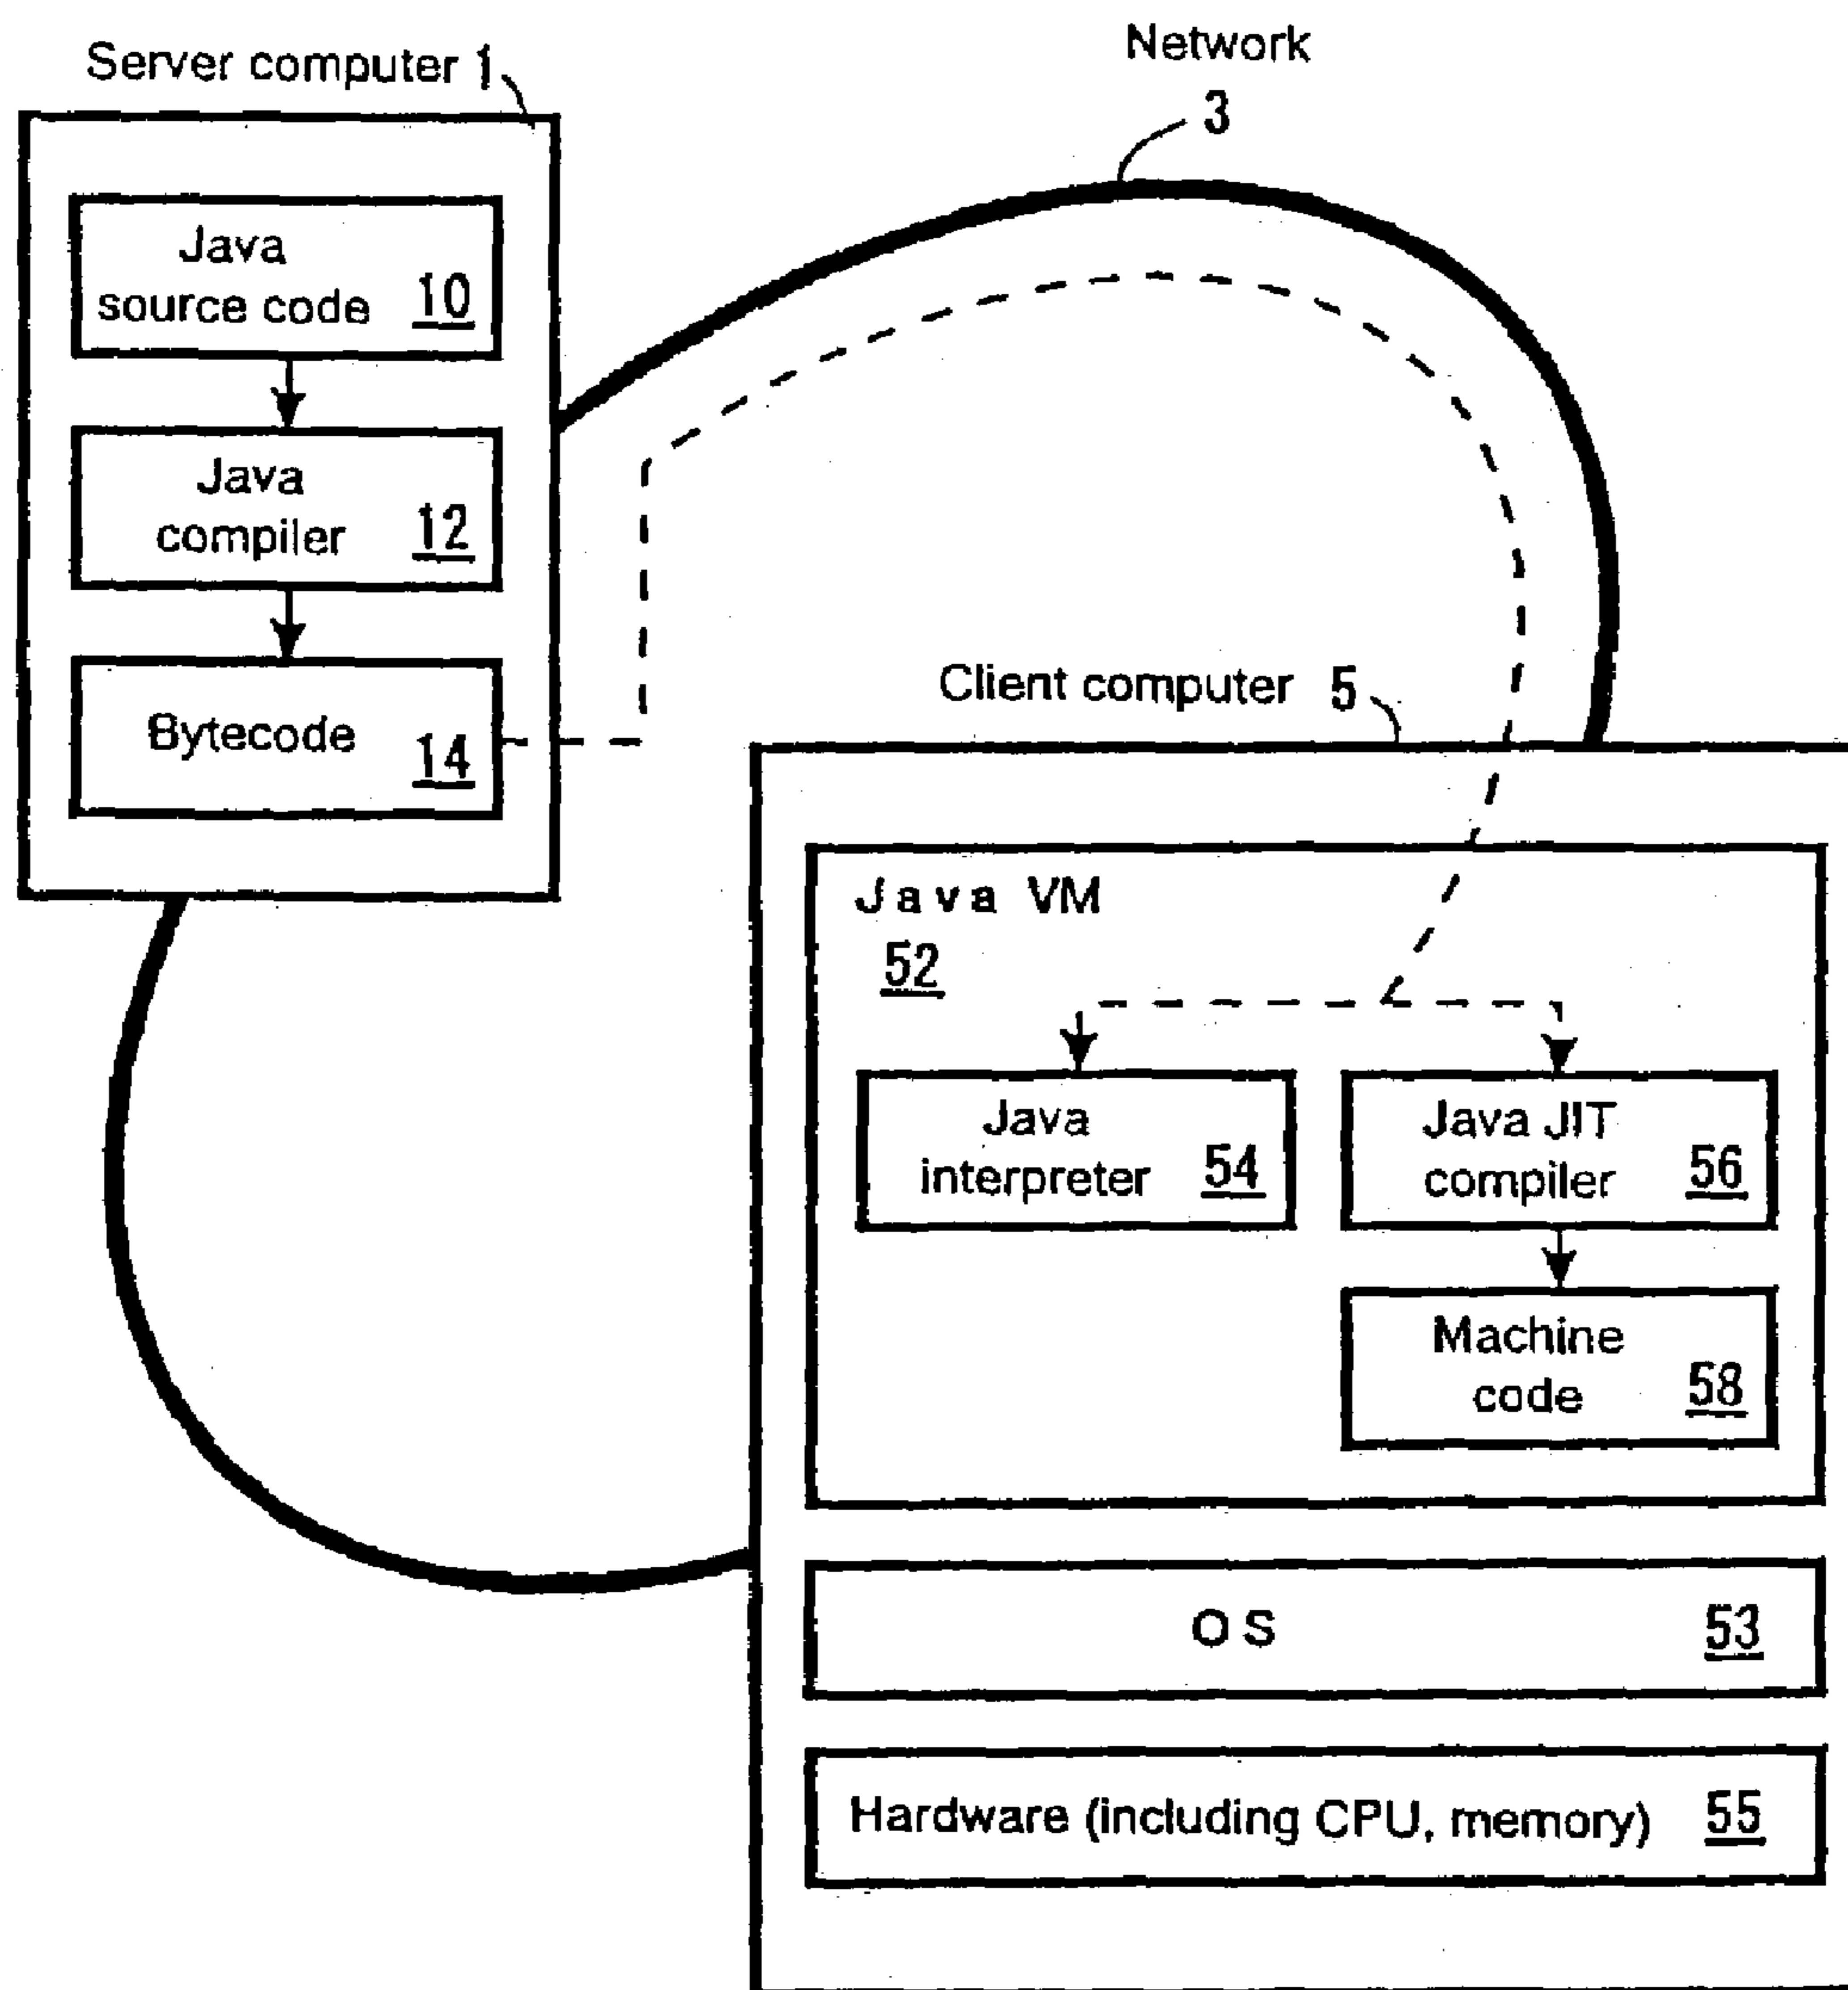 Server computer 1
Network
3
Java
source code 10
Java
compiler 12
Bytecode 14
Client computer 5
Java VM
52
Java
interpreter 54
Java JIT
compiler 56
Machine
code 58
OS 53
Hardware (including CPU, memory) 55